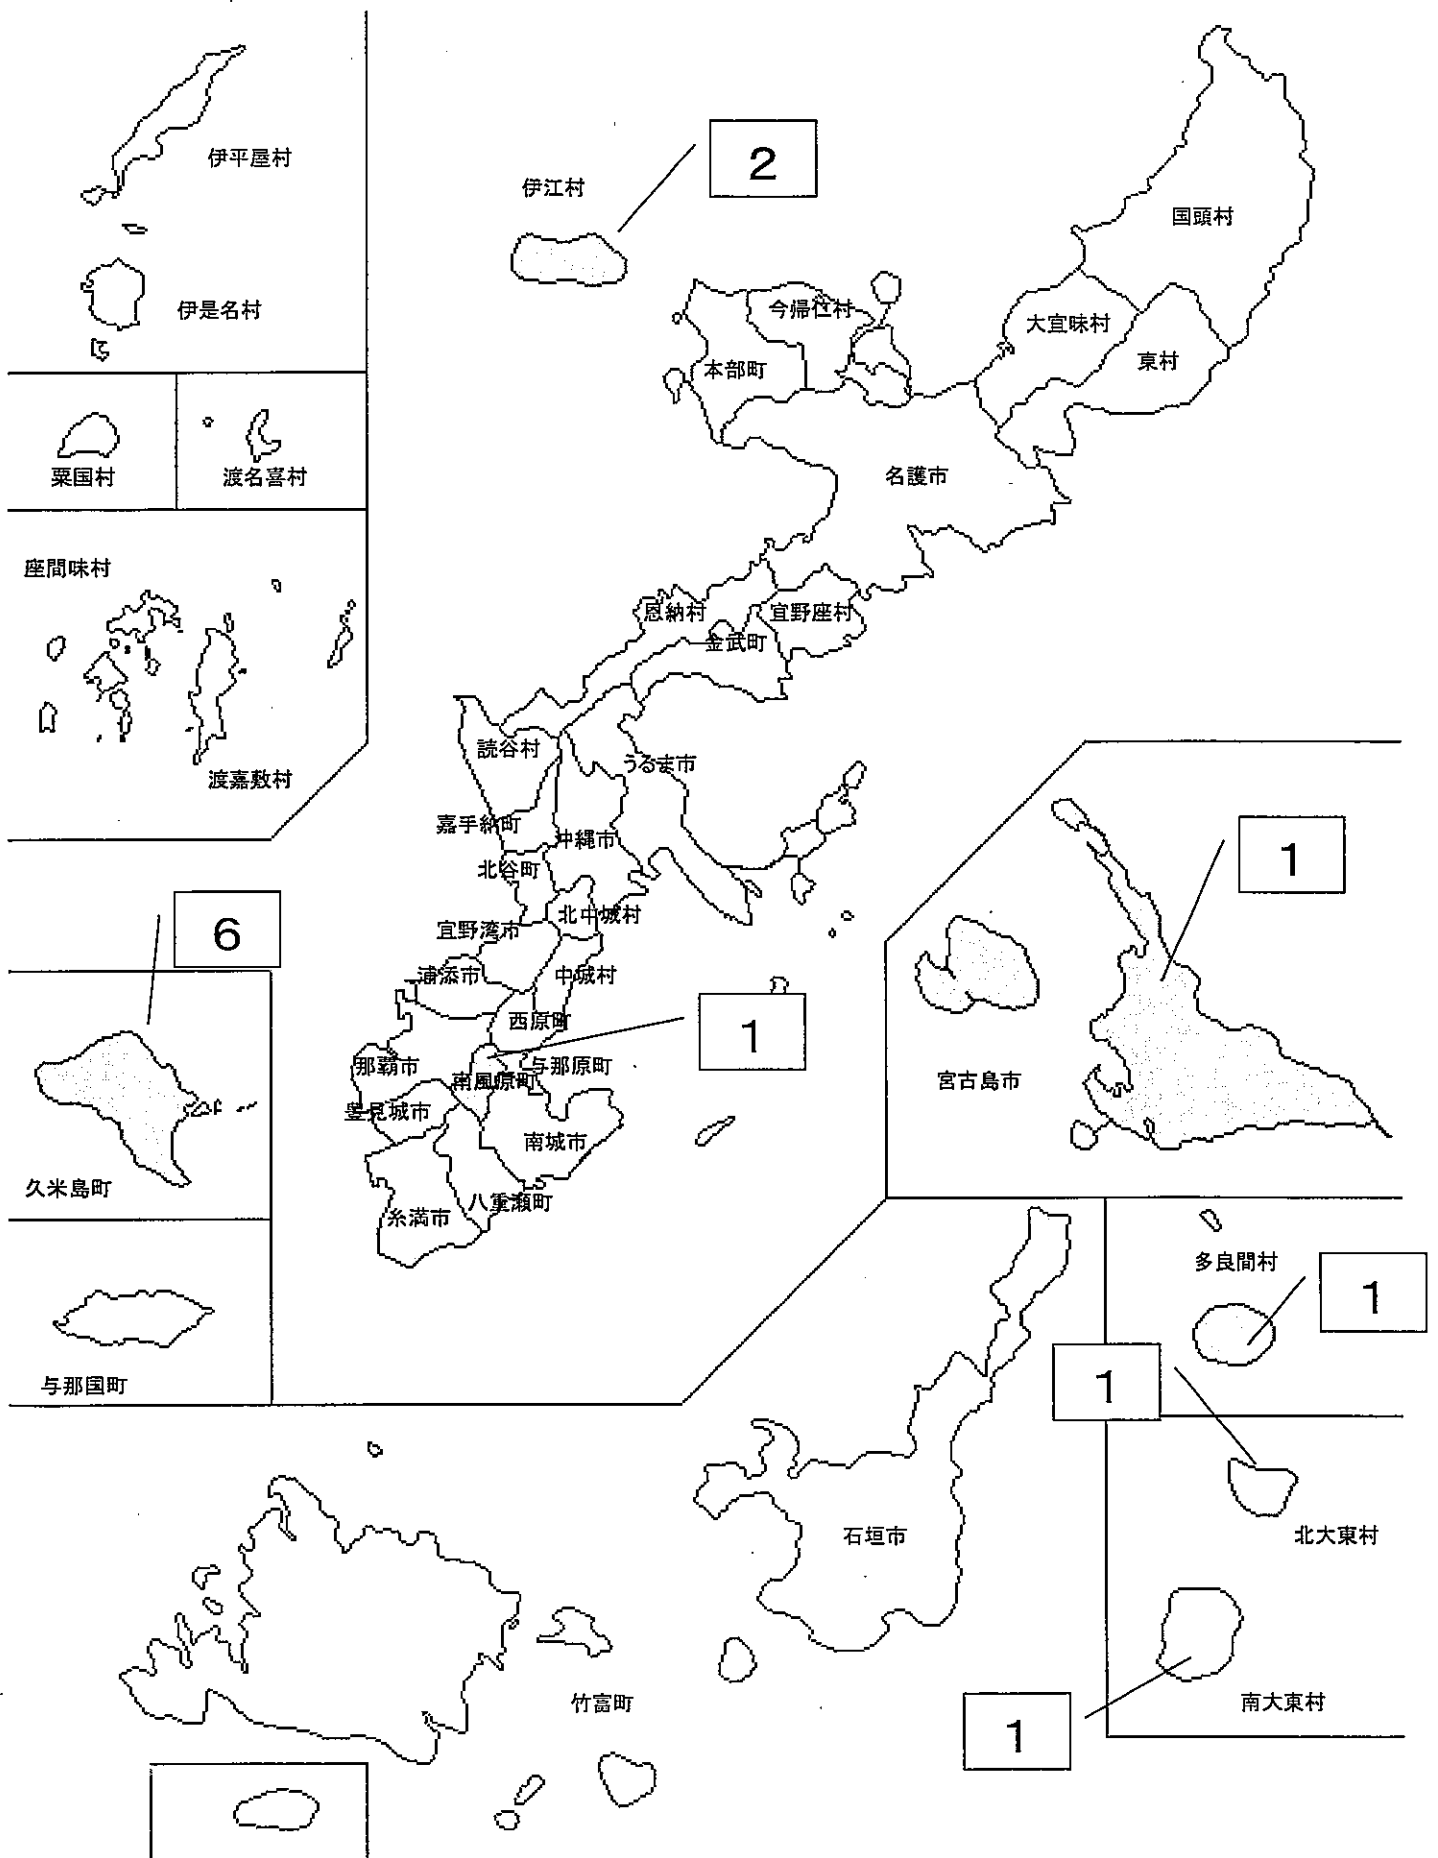 伊平屋村
2
伊江村
国頭村
伊是名村
今帰仁村
大宜味村
東村
本部町
粟国村
渡名喜村
名護市
座間味村
恩納村
宜野座村
金武町
読谷村
うるま市
渡嘉敷村
嘉手納町
沖縄市
1
北谷町
北中城村
6
宜野湾市
浦添市
中城村
西原町
1
那覇市
与那原町
南風原町
宮古島市
豊見城市
南城市
久米島町
八重瀬町
糸満市
多良間村
1
与那国町
1
石垣市
北大東村
竹富町
南大東村
1